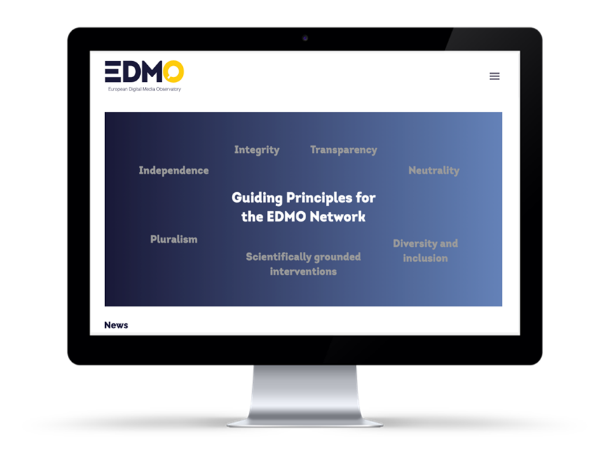 EDMO
European Digital Media Observatory
Integrity
Transparency
Independence
Neutrality
Guiding Principles for
the EDMO Network
Pluralism
Diversity and
inclusion
Scientifically grounded
interventions
News